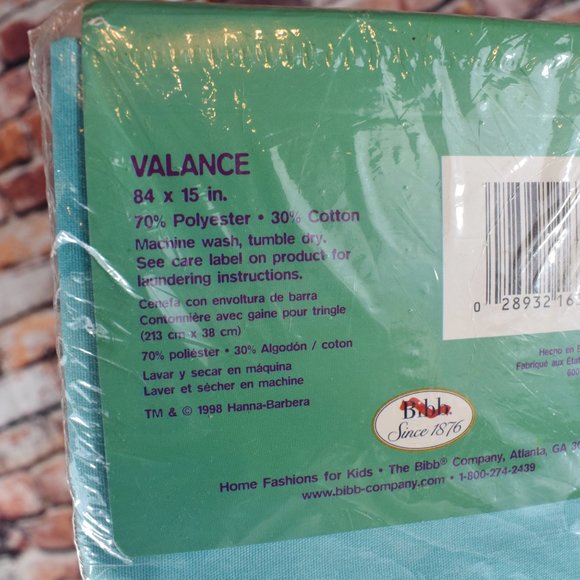 VALANCE
84 x 15 in.
70% Polyester • 30% Cotton
Machine wash, tumble dry.
See care label on product for
laundering instructions.
Cenefa con envoltura de barra
Contonnière avec gaine pour tringle
(213 cm x 38 cm)
70% poliéster • 30% Algodón / coton
Lavar y secar en máquina
Laver et sécher en machine
TM & © 1998 Hanna-Barbera
0 28932 16
Hecho en
Fabriqué aux État
600
Bibb.
Since 1876
Home Fashions for Kids • The Bibb® Company, Atlanta, GA 3
www.bibb-company.com • 1-800-274-2439